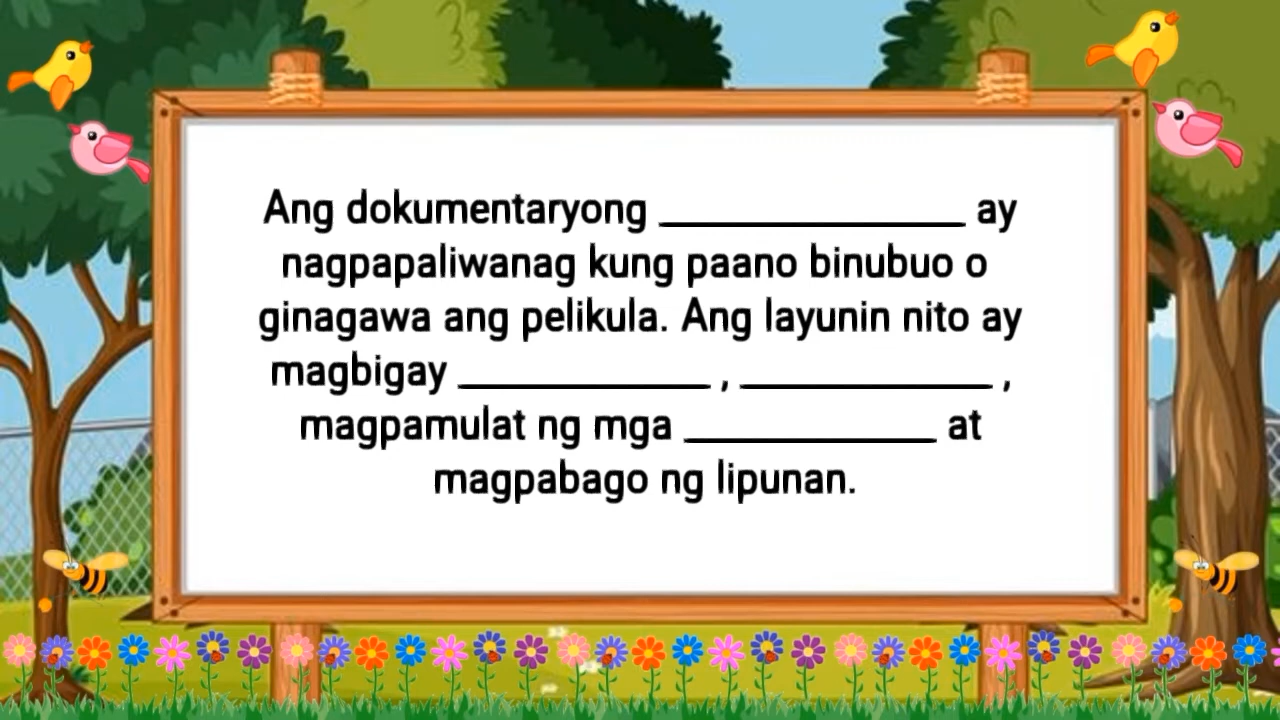 Ang dokumentaryong ______________ ay
nagpapaliwanag kung paano binubuo o
ginagawa ang pelikula. Ang layunin nito ay
magbigay ____________ , ____________ ,
magpamulat ng mga ____________ at
magpabago ng lipunan.